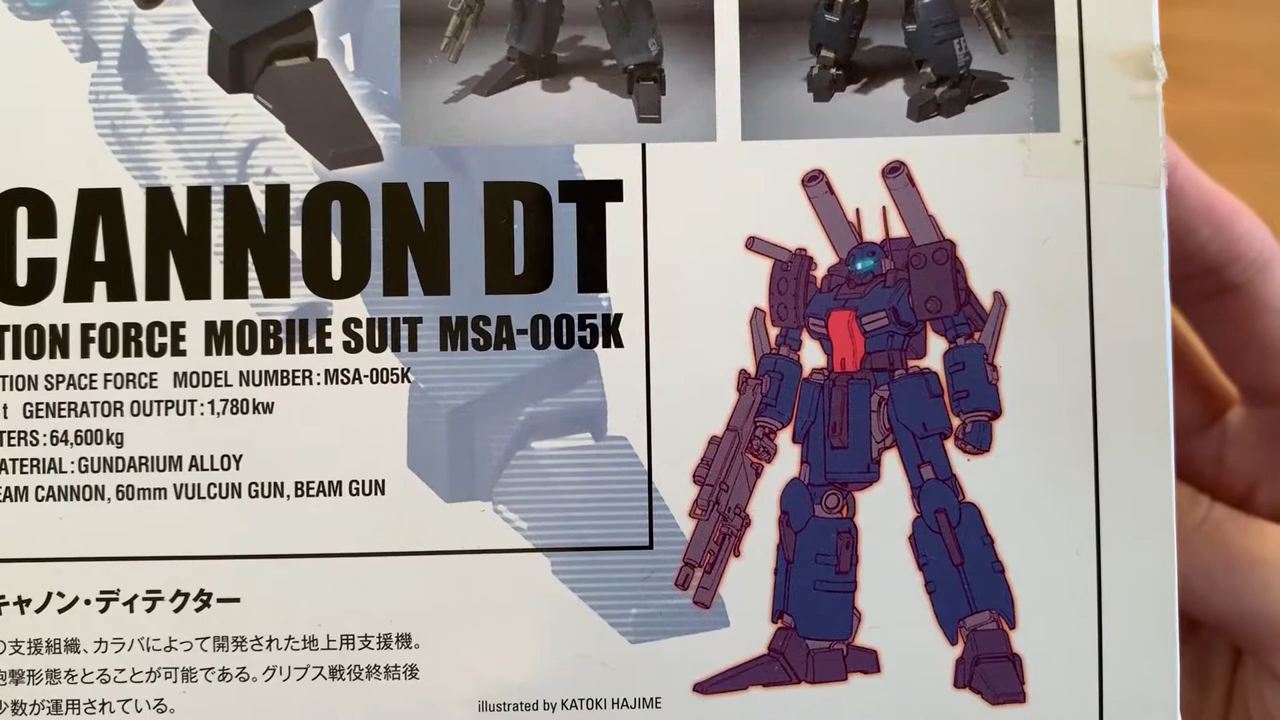 CANNON DT
TION FORCE MOBILE SUIT MSA-005K
TION SPACE FORCE MODEL NUMBER:MSA-005K
t GENERATOR OUTPUT:1,780kw
TERS:64,600kg
ATERIAL:GUNDARIUM ALLOY
EAM CANNON, 60mm VULCUN GUN, BEAM GUN
キャノン・ディテクター
の支援組織、カラバによって開発された地上用支援機。
砲撃形態をとることが可能である。グリプス戦役終結後
少数が運用されている。
illustrated by KATOKI HAJIME